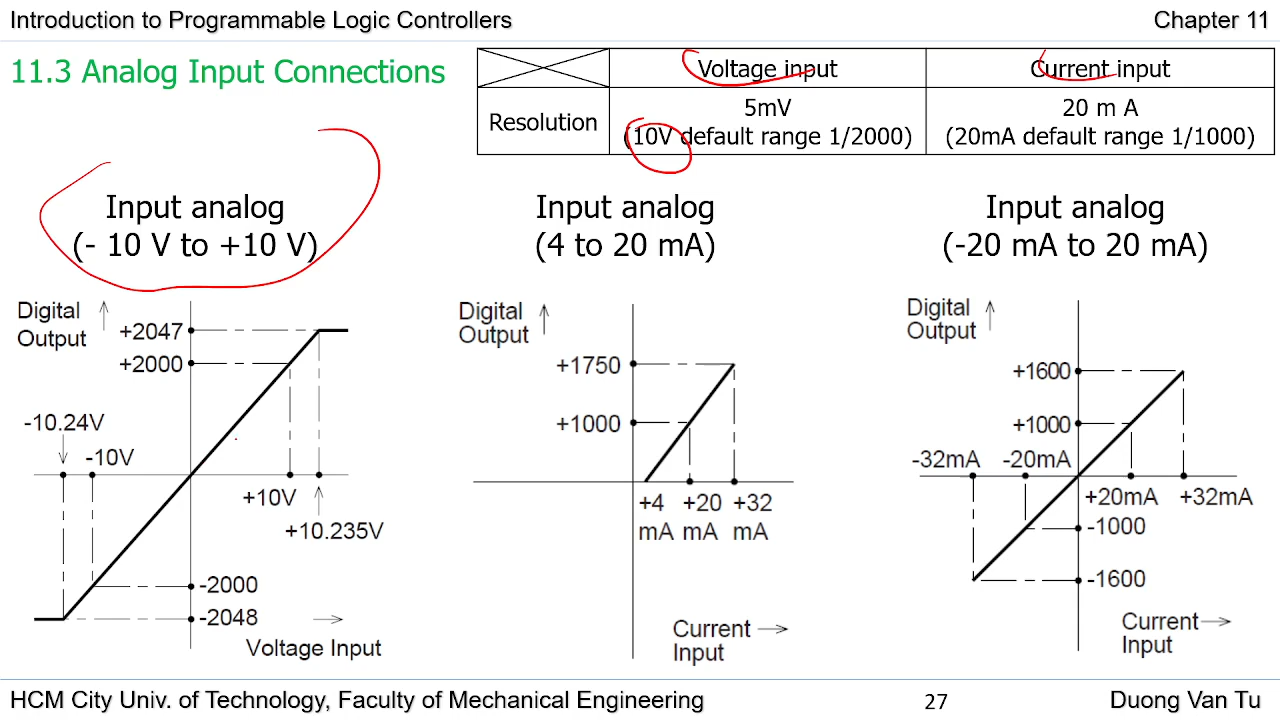 Introduction to Programmable Logic Controllers
Chapter 11
11.3 Analog Input Connections
Voltage input
Current input
Resolution
5mV
(10V default range 1/2000)
20 m A
(20mA default range 1/1000)
Input analog
(- 10 V to +10 V)
Input analog
(4 to 20 mA)
Input analog
(-20 mA to 20 mA)
Digital
Output
+2047
+2000
-10.24V
-10V
+10V
+10.235V
-2000
-2048
Voltage Input
Digital
Output
+1750
+1000
+4
mA
+20
mA
+32
mA
Current
Input
Digital
Output
+1600
+1000
-32mA
-20mA
+20mA
+32mA
-1000
-1600
Current
Input
HCM City Univ. of Technology, Faculty of Mechanical Engineering
27
Duong Van Tu